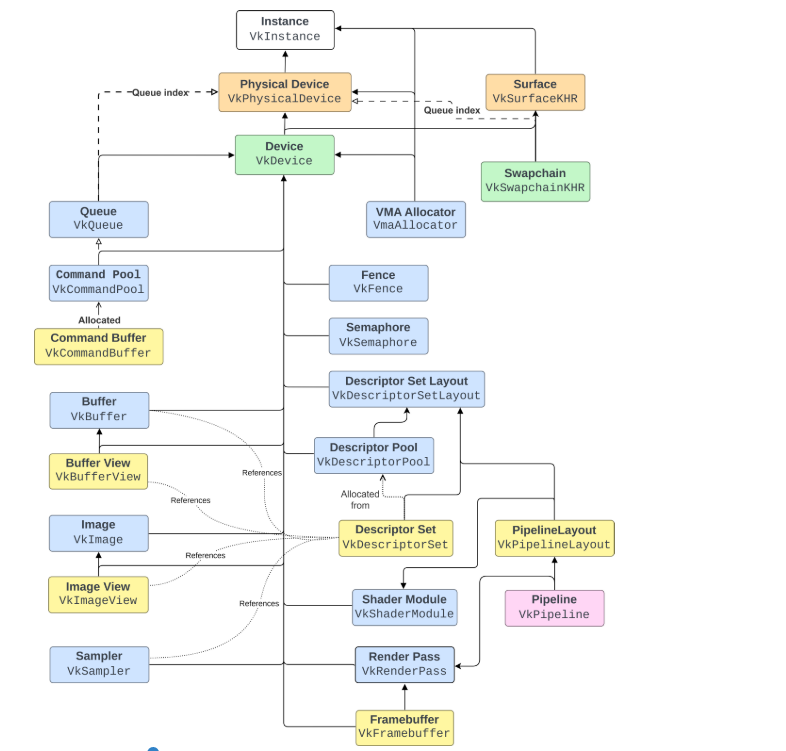 Instance
VkInstance
Physical Device
VkPhysicalDevice
Surface
VkSurfaceKHR
Queue index
Queue index
Device
VkDevice
Swapchain
VkSwapchainKHR
Queue
VkQueue
VMA Allocator
VmaAllocator
Command Pool
VkCommandPool
Fence
VkFence
Allocated
Command Buffer
VkCommandBuffer
Semaphore
VkSemaphore
Descriptor Set Layout
VkDescriptorSetLayout
Buffer
VkBuffer
Descriptor Pool
VkDescriptorPool
Buffer View
VkBufferView
References
References
Allocated
from
Image
VkImage
Descriptor Set
VkDescriptorSet
PipelineLayout
VkPipelineLayout
References
Image View
VkImageView
References
Shader Module
VkShaderModule
Pipeline
VkPipeline
Sampler
VkSampler
Render Pass
VkRenderPass
Framebuffer
VkFramebuffer